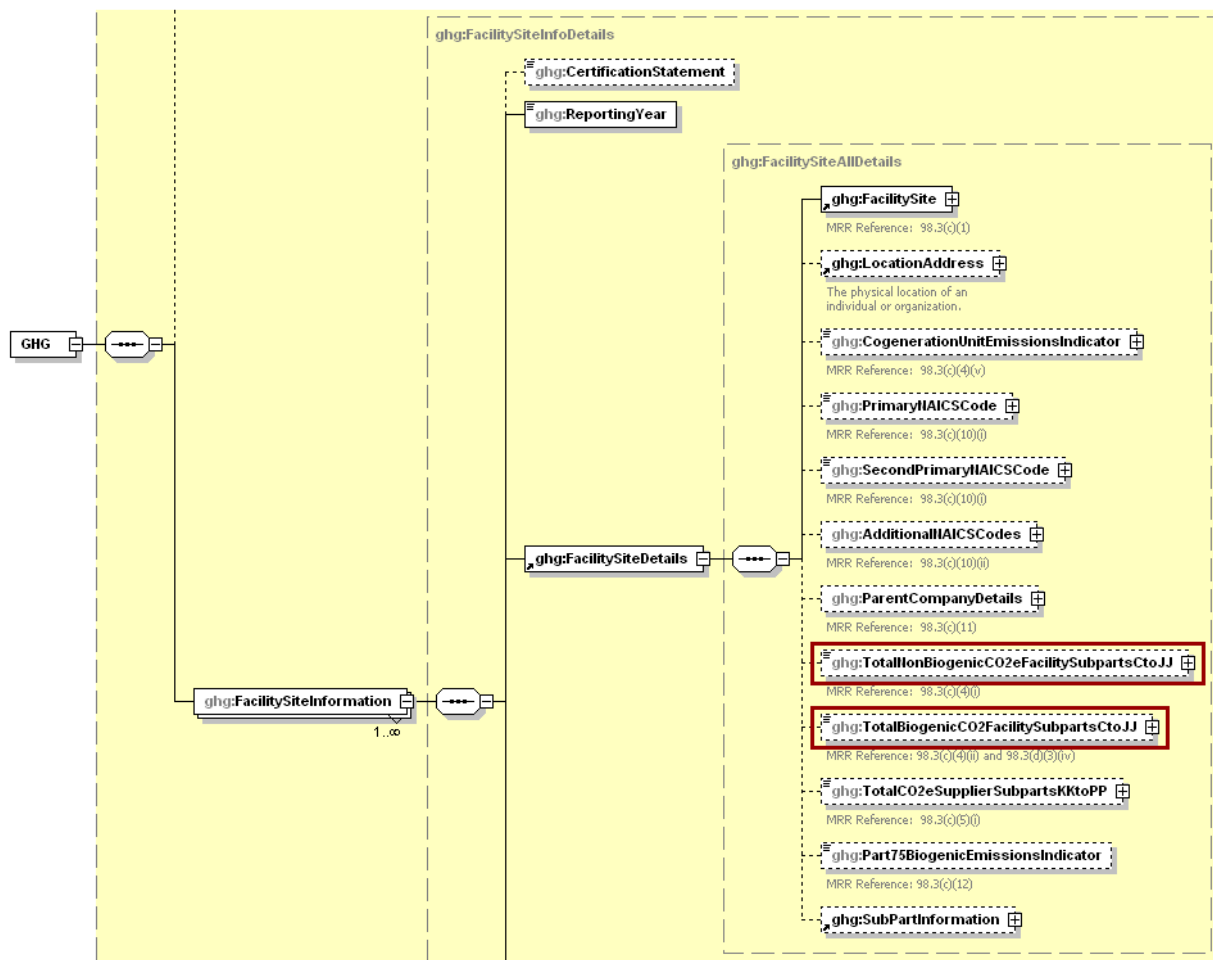 ghg:FacilitySiteInfoDetails
ghg:CertificationStatement
ghg:ReportingYear
ghg:FacilitySiteAllDetails
ghg:FacilitySite
MRR Reference: 98.3(c)(1)
ghg:LocationAddress
The physical location of an
individual or organization.
GHG
ghg:CogenerationUnitEmissionsIndicator
MRR Reference: 98.3(c)(4)(v)
ghg:PrimaryNAICSCode
MRR Reference: 98.3(c)(10)(i)
ghg:SecondPrimaryNAICSCode
MRR Reference: 98.3(c)(10)(i)
ghg:AdditionalNAICSCodes
MRR Reference: 98.3(c)(10)(ii)
ghg:FacilitySiteDetails
ghg:ParentCompanyDetails
MRR Reference: 98.3(c)(11)
ghg:TotalNonBiogenicCO2eFacilitySubpartsCtoJJ
MRR Reference: 98.3(c)(4)(i)
ghg:FacilitySiteInformation
1..∞
ghg:TotalBiogenicCO2FacilitySubpartsCtoJJ
MRR Reference: 98.3(c)(4)(ii) and 98.3(d)(3)(iv)
ghg:TotalCO2eSupplierSubpartsKKtoPP
MRR Reference: 98.3(c)(5)(i)
ghg:Part75BiogenicEmissionsIndicator
MRR Reference: 98.3(c)(12)
ghg:SubPartInformation